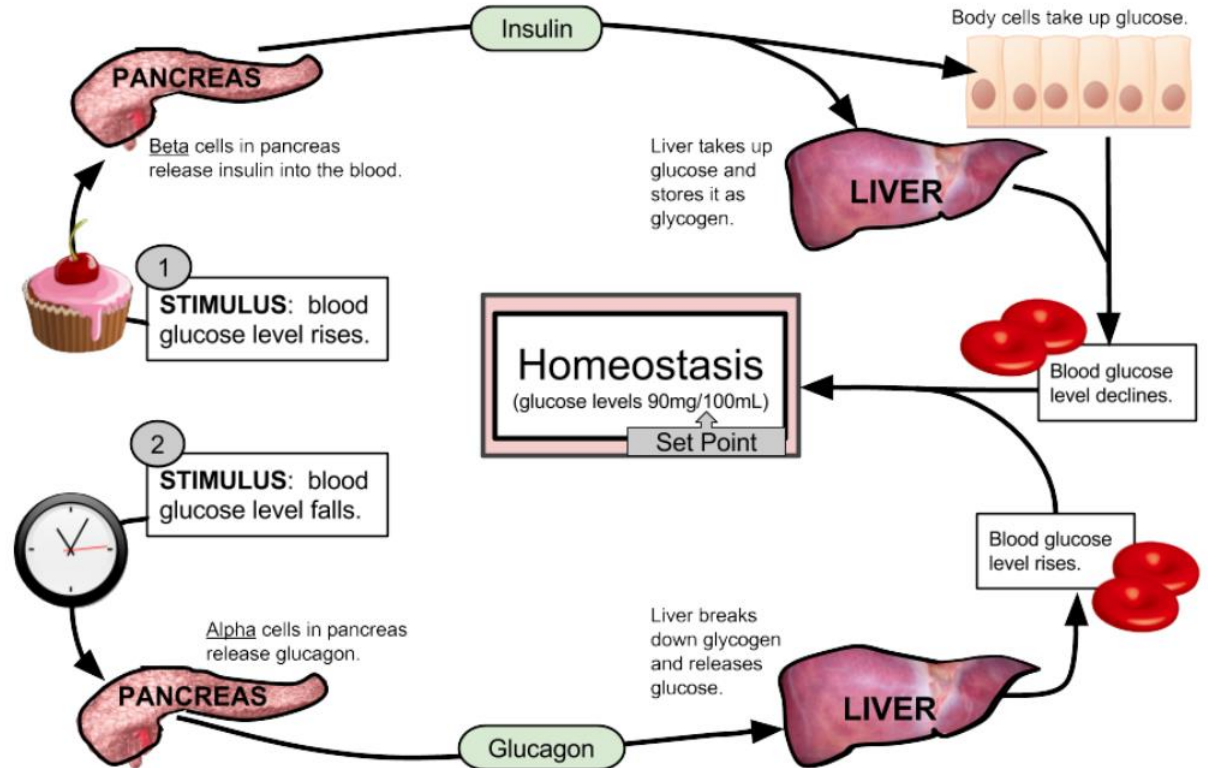 Insulin
Body cells take up glucose.
PANCREAS
Beta cells in pancreas
release insulin into the blood.
Liver takes up
glucose and
stores it as
glycogen.
LIVER
1
STIMULUS: blood
glucose level rises.
Homeostasis
(glucose levels 90mg/100mL)
Set Point
Blood glucose
level declines.
2
STIMULUS: blood
glucose level falls.
Blood glucose
level rises.
Alpha cells in pancreas
release glucagon.
PANCREAS
Liver breaks
down glycogen
and releases
glucose.
LIVER
Glucagon